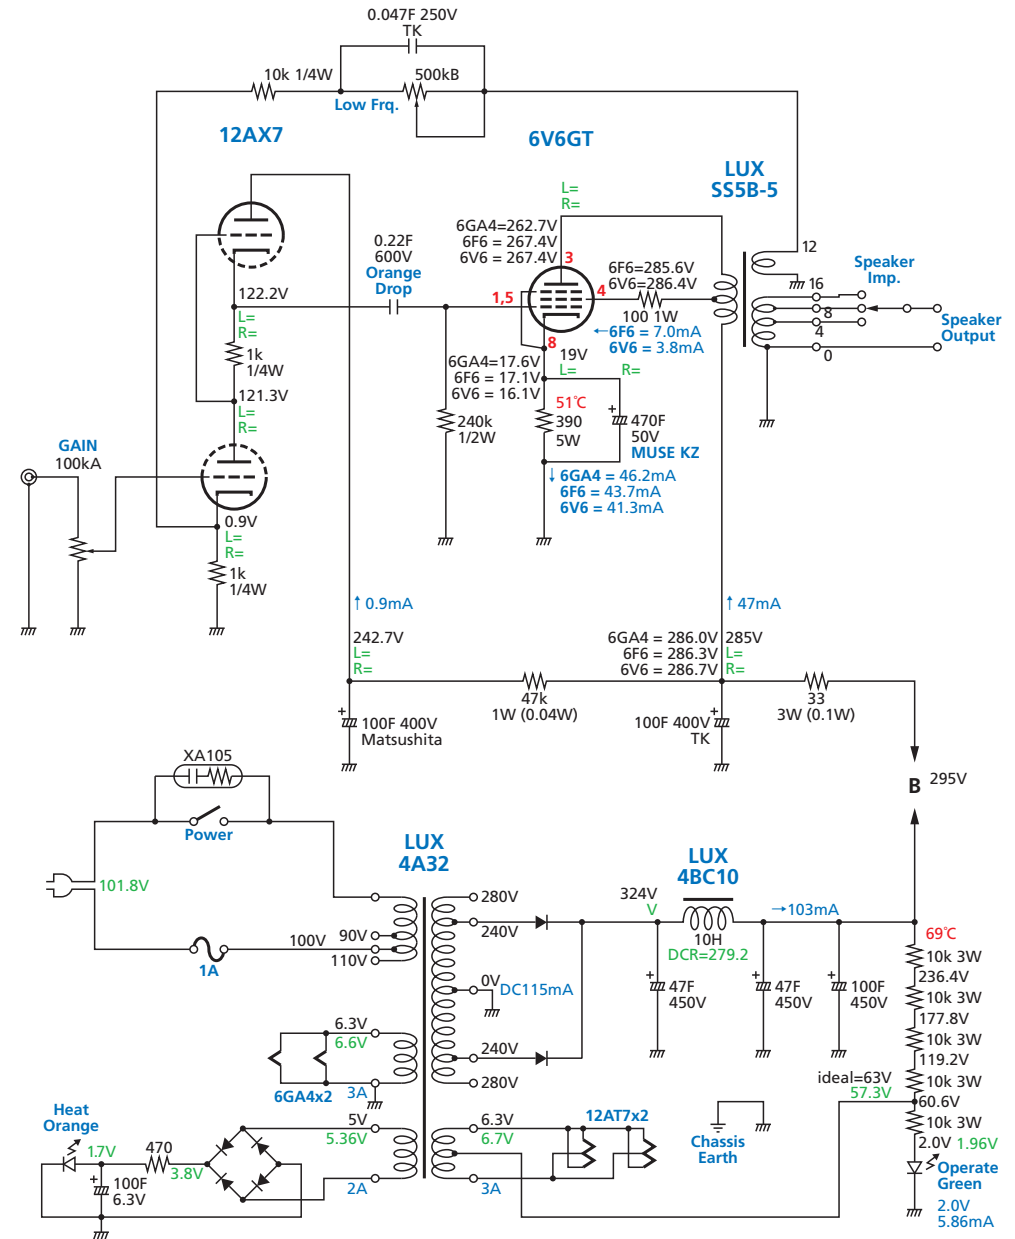 0.047F 250V
TK
10k 1/4W
500kB
Low Frq.
12AX7
6V6GT
LUX
SS5B-5
L=
R=
6GA4=262.7V
6F6 = 267.4V
6V6 = 267.4V
3
12
0.22F
600V
Orange
Drop
6F6=285.6V
6V6=286.4V
4
1,5
100 1W
←6F6 = 7.0mA
6V6 = 3.8mA
16
8
4
0
Speaker
Imp.
Speaker
Output
122.2V
L=
R=
1k
1/4W
121.3V
L=
R=
8
19V
L=
R=
6GA4=17.6V
6F6 = 17.1V
6V6 = 16.1V
51℃
390
5W
240k
1/2W
470F
50V
MUSE KZ
↓ 6GA4 = 46.2mA
6F6 = 43.7mA
6V6 = 41.3mA
GAIN
100kA
0.9V
L=
R=
1k
1/4W
↑ 0.9mA
↑ 47mA
242.7V
L=
R=
6GA4 = 286.0V
6F6 = 286.3V
6V6 = 286.7V
285V
L=
R=
47k
1W (0.04W)
33
3W (0.1W)
100F 400V
Matsushita
100F 400V
TK
B 295V
XA105
Power
101.8V
1A
LUX
4A32
100V
90V
110V
280V
240V
0V
DC115mA
240V
280V
LUX
4BC10
324V
V
10H
DCR=279.2
→103mA
47F
450V
47F
450V
100F
450V
69℃
10k 3W
236.4V
10k 3W
177.8V
10k 3W
119.2V
10k 3W
ideal=63V
57.3V
60.6V
10k 3W
2.0V 1.96V
Operate
Green
2.0V
5.86mA
6.3V
6.6V
6GA4x2
3A
5V
5.36V
2A
6.3V
6.7V
3A
12AT7x2
Chassis
Earth
Heat
Orange
1.7V
470
3.8V
100F
6.3V